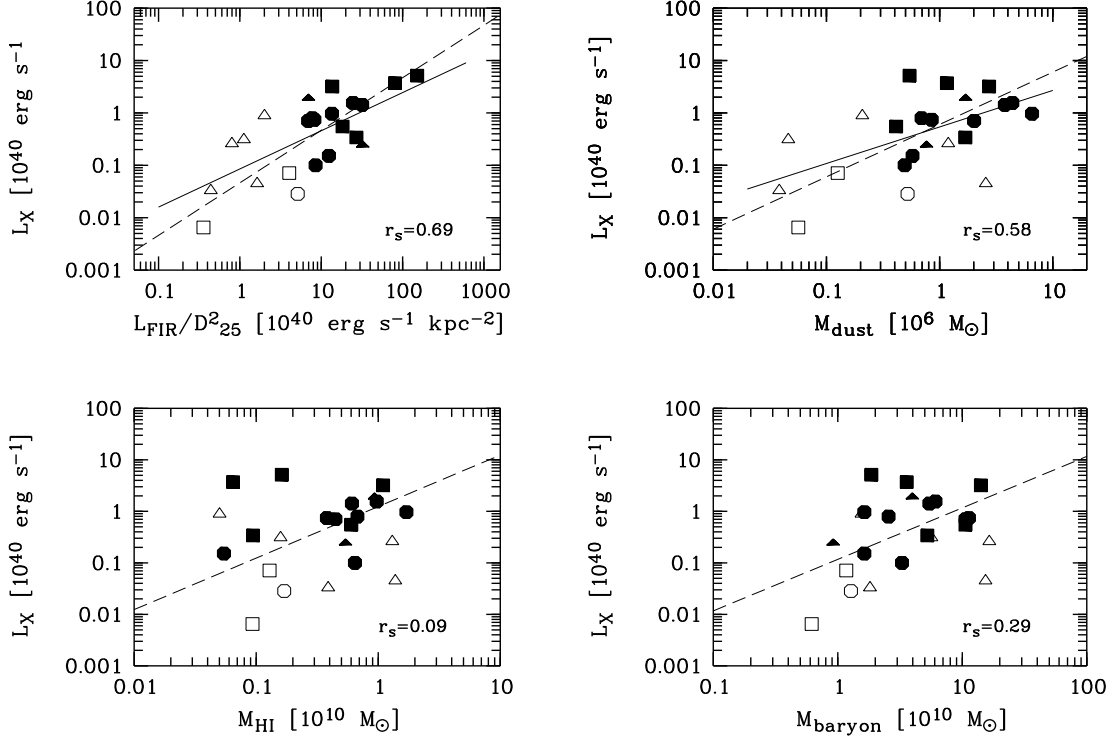 100
10
1
0.1
0.01
0.001
L_X [10^40 erg s^-1]
r_s=0.69
0.1 1 10 100 1000
L_FIR/D^2_25 [10^40 erg s^-1 kpc^-2]
100
10
1
0.1
0.01
0.001
L_X [10^40 erg s^-1]
r_s=0.58
0.01 0.1 1 10
M_dust [10^6 M_⊙]
100
10
1
0.1
0.01
0.001
L_X [10^40 erg s^-1]
r_s=0.09
0.01 0.1 1 10
M_HI [10^10 M_⊙]
100
10
1
0.1
0.01
0.001
L_X [10^40 erg s^-1]
r_s=0.29
0.1 1 10 100
M_baryon [10^10 M_⊙]